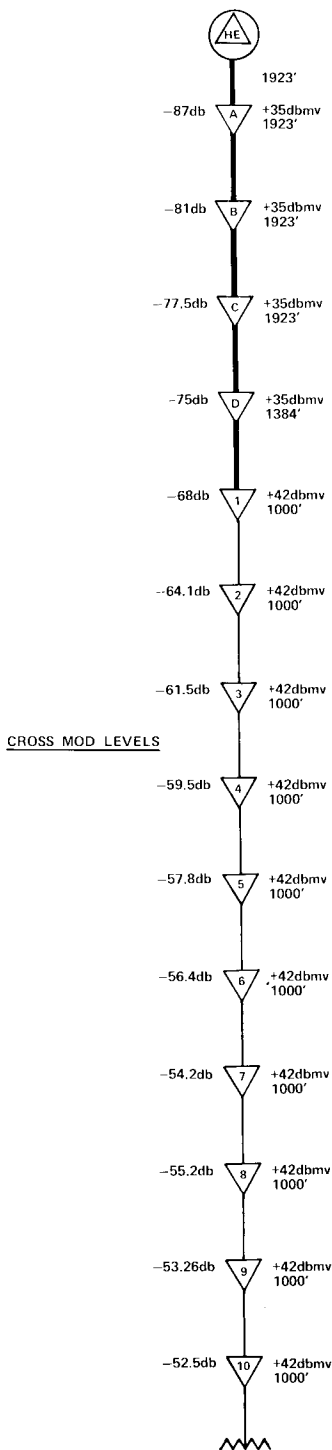 HE
1923'
-87db A +35dbmv
1923'
-81db B +35dbmv
1923'
-77.5db C +35dbmv
1923'
-75db D +35dbmv
1384'
-68db 1 +42dbmv
1000'
-64.1db 2 +42dbmv
1000'
-61.5db 3 +42dbmv
1000'
CROSS MOD LEVELS
-59.5db 4 +42dbmv
1000'
-57.8db 5 +42dbmv
1000'
-56.4db 6 +42dbmv
1000'
-54.2db 7 +42dbmv
1000'
-55.2db 8 +42dbmv
1000'
-53.26db 9 +42dbmv
1000'
-52.5db 10 +42dbmv
1000'